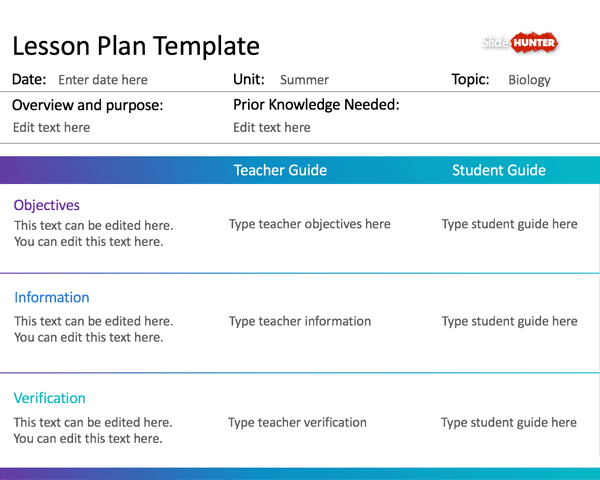 Lesson Plan Template
Slide HUNTER
Date: Enter date here Unit: Summer Topic: Biology
Overview and purpose: Prior Knowledge Needed:
Edit text here Edit text here
Teacher Guide Student Guide
Objectives
This text can be edited here.
You can edit this text here.
Type teacher objectives here
Type student guide here
Information
This text can be edited here.
You can edit this text here.
Type teacher information
Type student guide here
Verification
This text can be edited here.
You can edit this text here.
Type teacher verification
Type student guide here